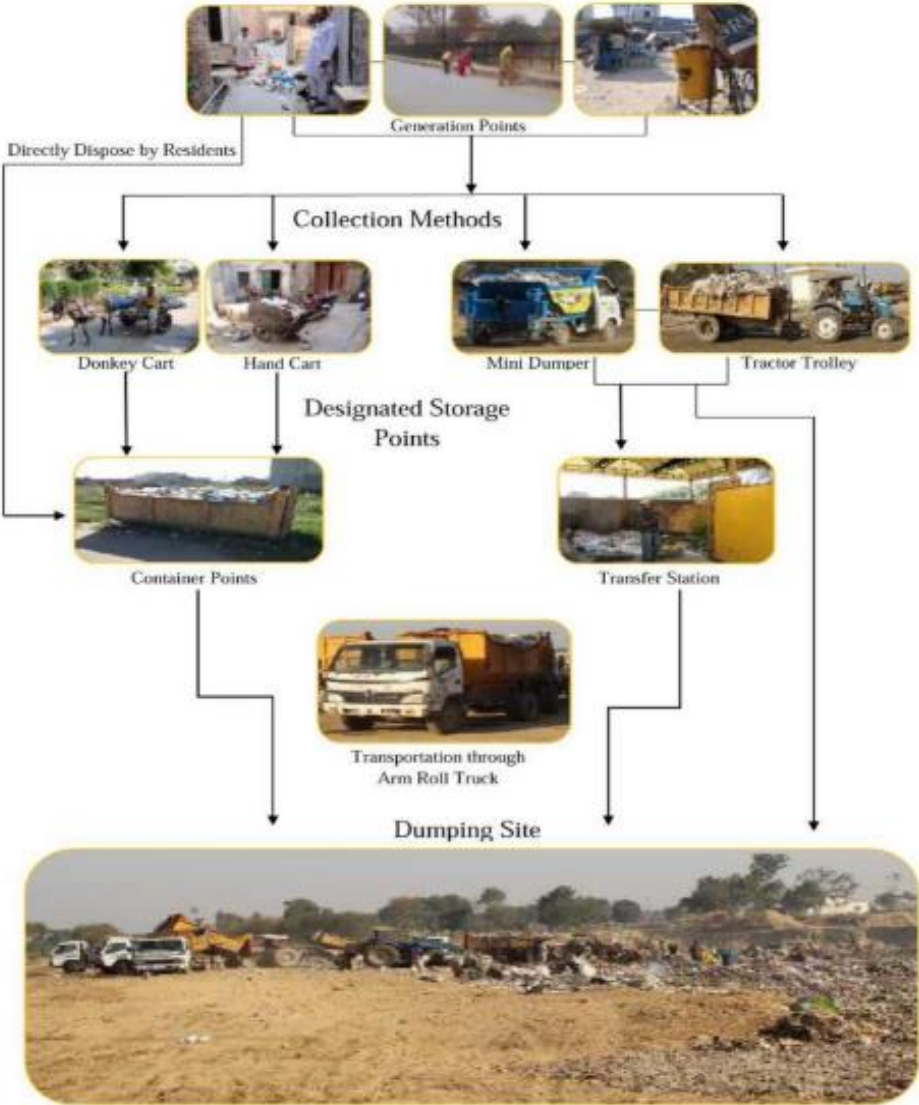 Generation Points
Directly Dispose by Residents
Collection Methods
Donkey Cart
Hand Cart
Mini Dumper
Tractor Trolley
Designated Storage
Points
Container Points
Transfer Station
Transportation through
Arm Roll Truck
Dumping Site